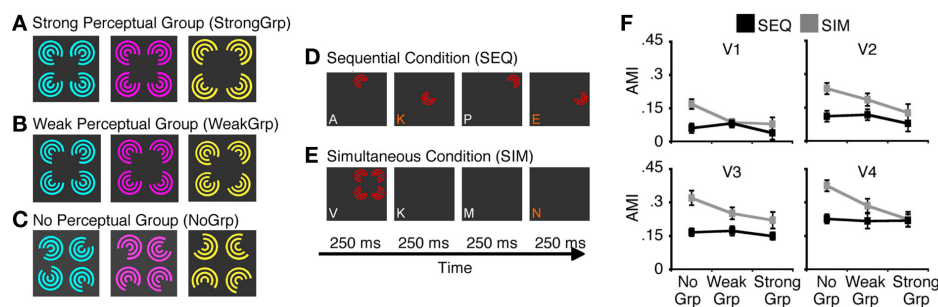 A Strong Perceptual Group (StrongGrp)
B Weak Perceptual Group (WeakGrp)
C No Perceptual Group (NoGrp)
D Sequential Condition (SEQ)
A K P E
E Simultaneous Condition (SIM)
V K M N
250 ms 250 ms 250 ms 250 ms
Time
F SEQ SIM
V1 V2
AMI
.45
.3
.15
0
V3 V4
AMI
.45
.3
.15
0
No Weak Strong No Weak Strong
Grp Grp Grp Grp Grp Grp